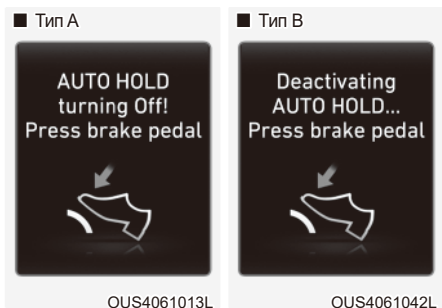 ■ Тип A
AUTO HOLD
turning Off!
Press brake pedal
OUS4061013L
■ Тип B
Deactivating
AUTO HOLD...
Press brake pedal
OUS4061042L